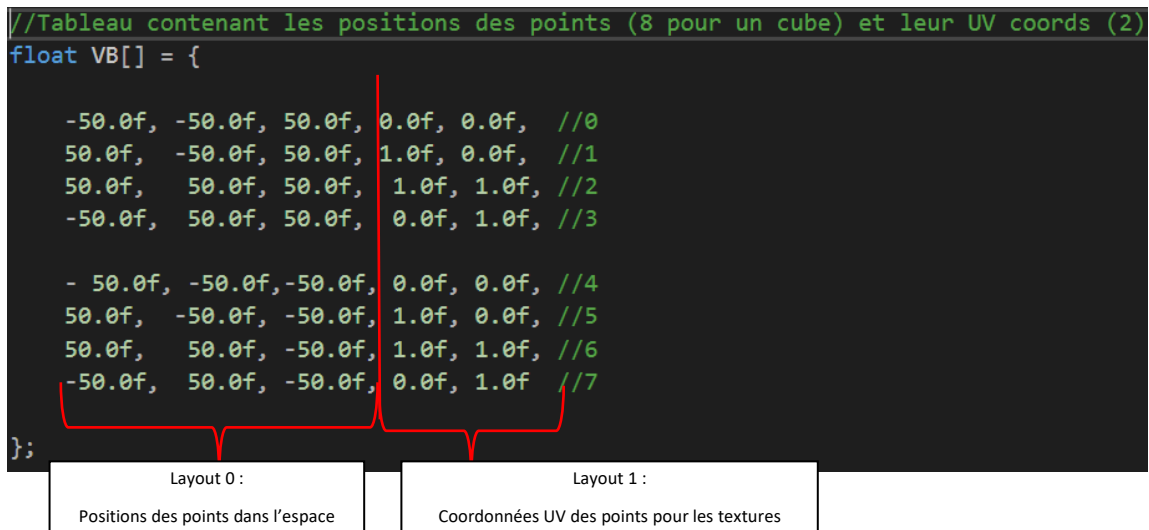 //Tableau contenant les positions des points (8 pour un cube) et leur UV coords (2)
float VB[] = {
-50.0f, -50.0f, 50.0f, 0.0f, 0.0f, //0
50.0f, -50.0f, 50.0f, 1.0f, 0.0f, //1
50.0f, 50.0f, 50.0f, 1.0f, 1.0f, //2
-50.0f, 50.0f, 50.0f, 0.0f, 1.0f, //3
- 50.0f, -50.0f,-50.0f, 0.0f, 0.0f, //4
50.0f, -50.0f, -50.0f, 1.0f, 0.0f, //5
50.0f, 50.0f, -50.0f, 1.0f, 1.0f, //6
-50.0f, 50.0f, -50.0f, 0.0f, 1.0f //7
};
Layout 0 :
Positions des points dans l’espace
Layout 1 :
Coordonnées UV des points pour les textures